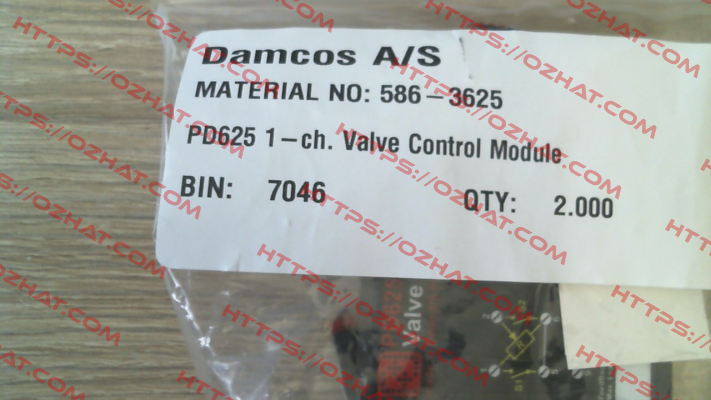 Damcos A/S
MATERIAL NO: 586-3625
PD625 1-ch. Valve Control Module
BIN: 7046 QTY: 2.000
PD625
Valve
HTTPS://OZHAT.COM